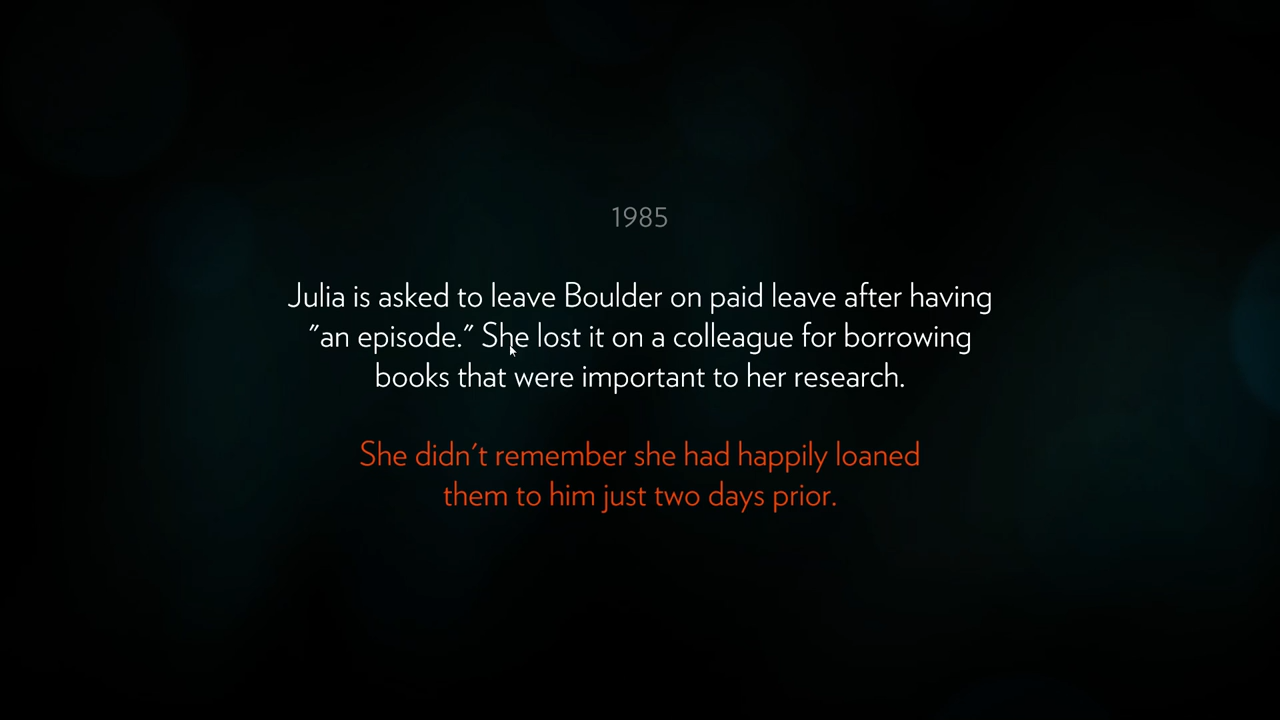 1985
Julia is asked to leave Boulder on paid leave after having
"an episode." She lost it on a colleague for borrowing
books that were important to her research.
She didn't remember she had happily loaned
them to him just two days prior.